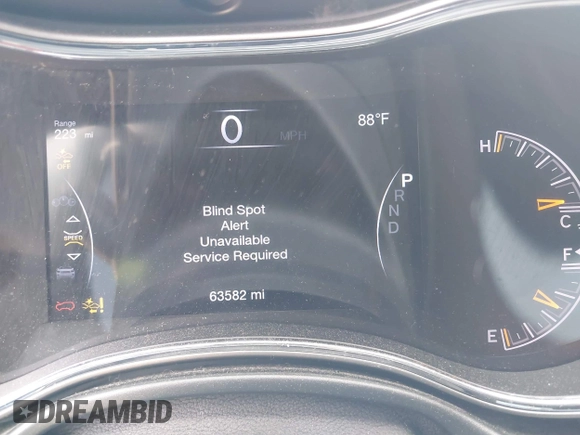 Range
223 mi
0 MPH
88°F
OFF
SPEED
P
R
N
D
Blind Spot
Alert
Unavailable
Service Required
63582 mi
H
C
F
E
DREAMBID